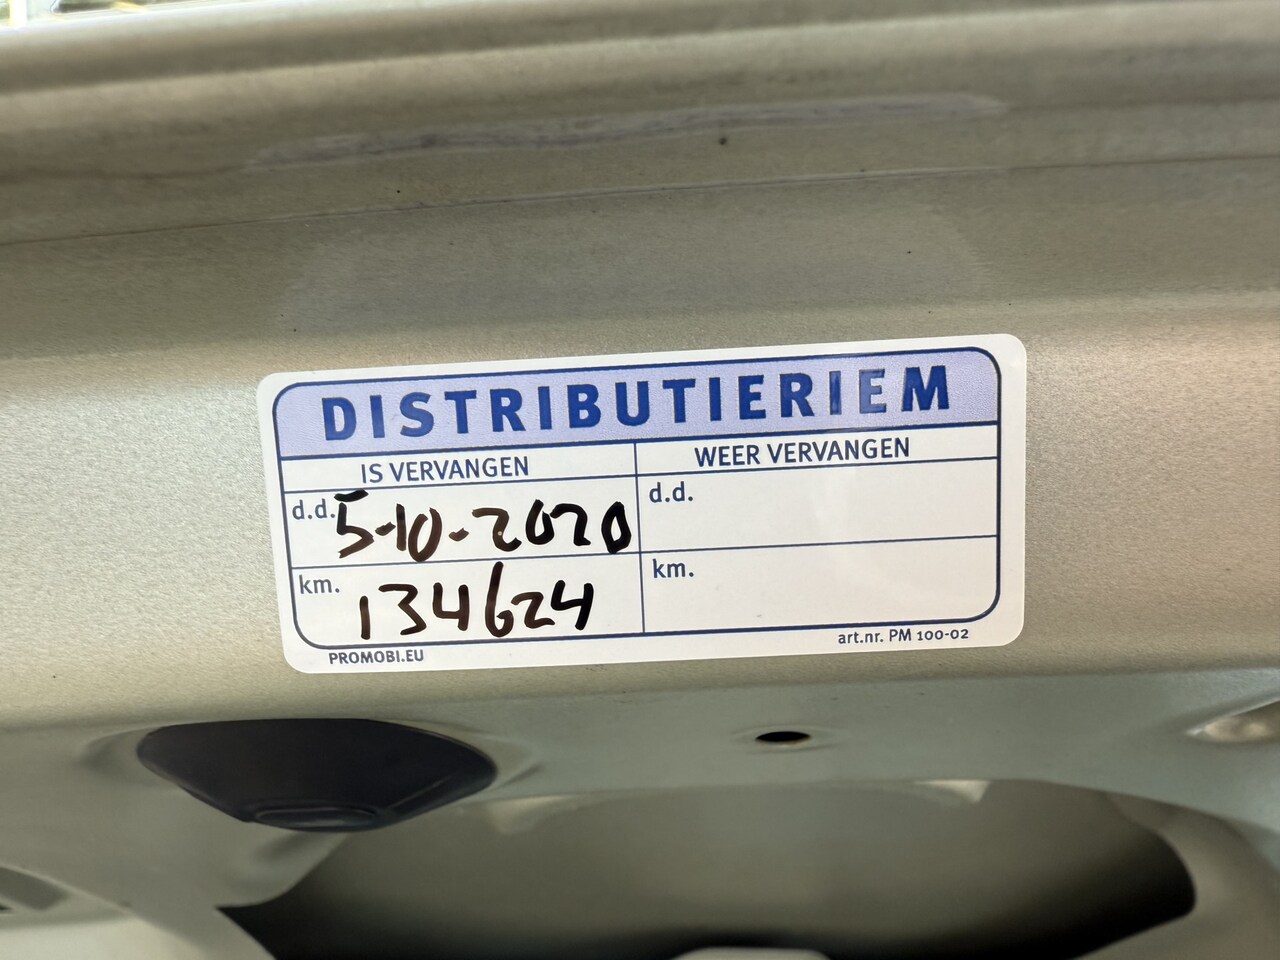 DISTRIBUTIERIEM
IS VERVANGEN
WEER VERVANGEN
d.d. 5-10-2020
d.d.
km. 134624
km.
PROMOBI.EU
art.nr. PM 100-02